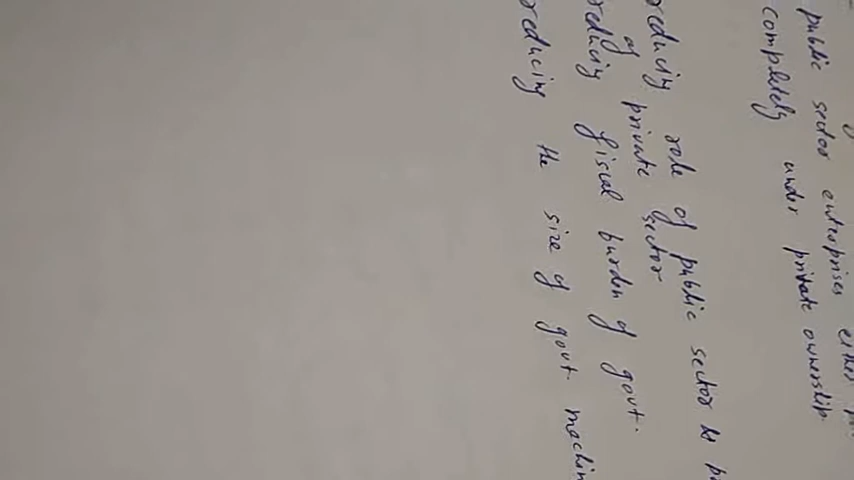 public sector enterprises either
completely under private ownership.
reducing role of public sector &
of private sector
reducing fiscal burden of govt.
reducing the size of govt. machin